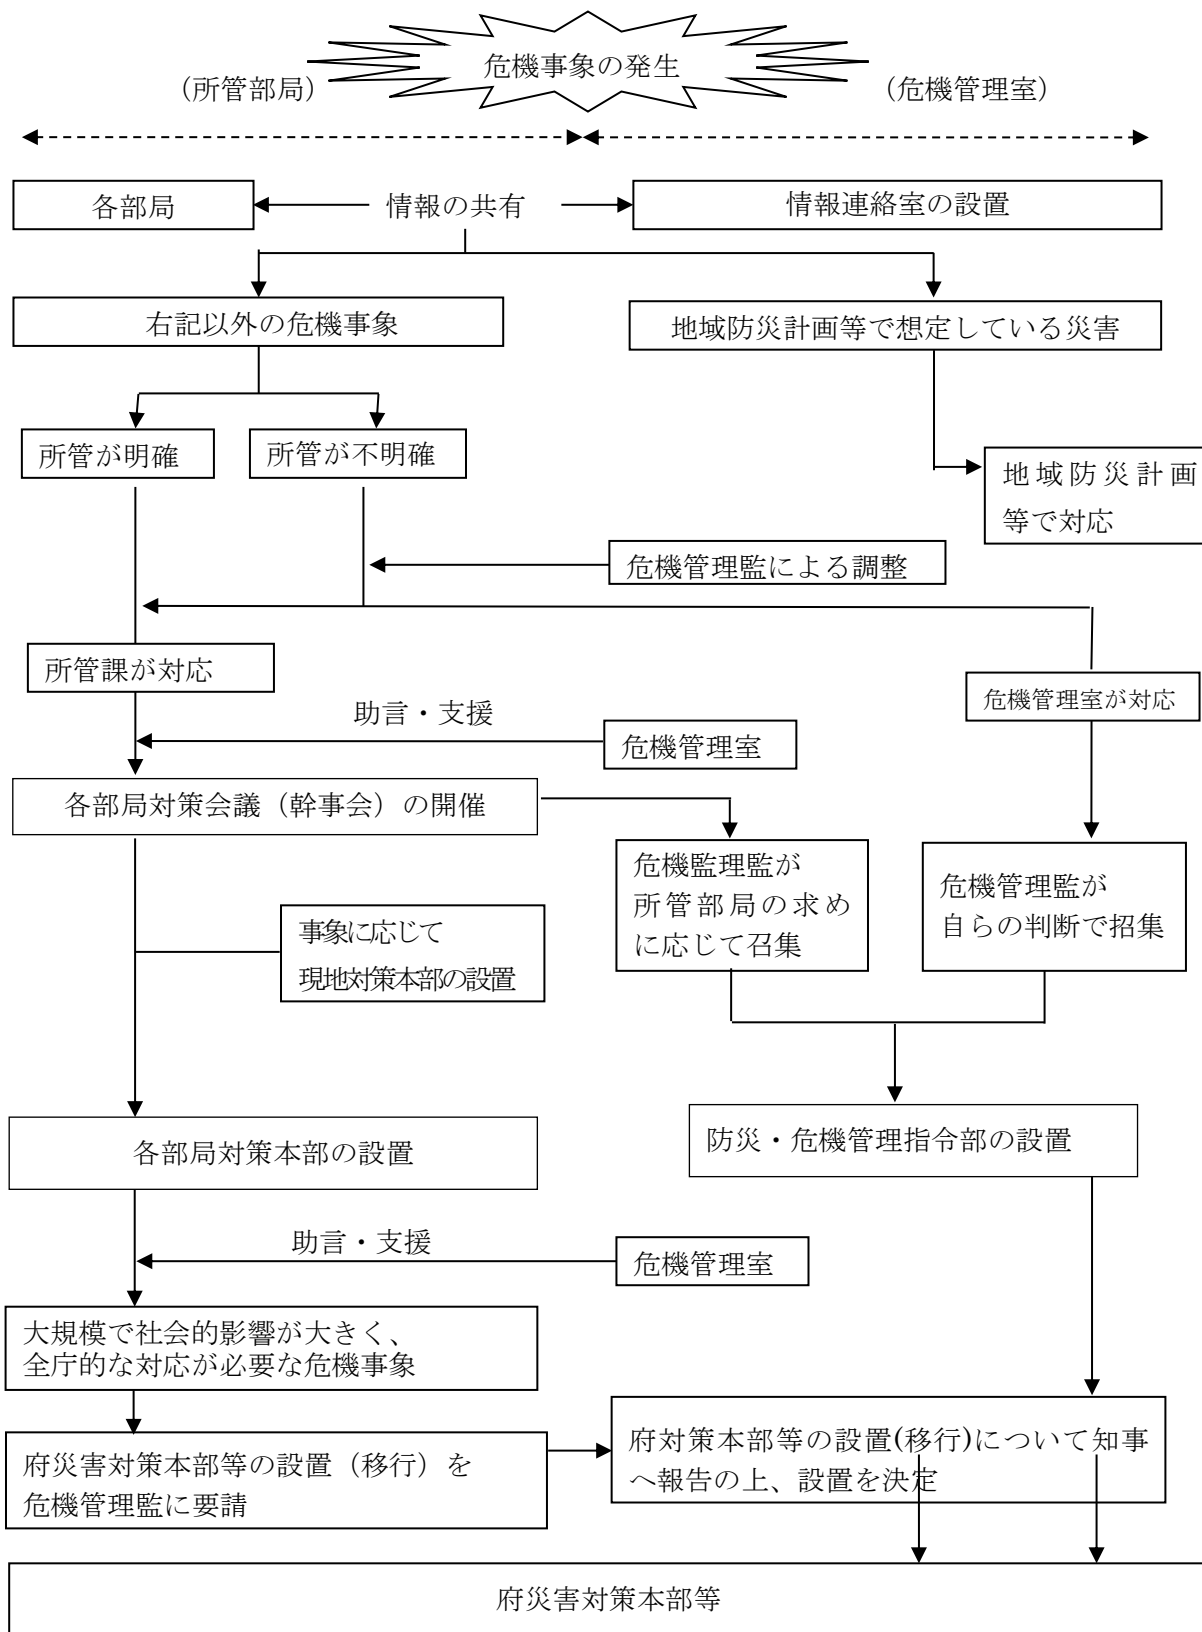 危機事象の発生
（所管部局）
（危機管理室）
各部局
情報の共有
情報連絡室の設置
右記以外の危機事象
地域防災計画等で想定している災害
所管が明確
所管が不明確
地域防災計画
等で対応
危機管理監による調整
所管課が対応
危機管理室が対応
助言・支援
危機管理室
各部局対策会議（幹事会）の開催
危機監理監が
所管部局の求め
に応じて召集
危機管理監が
自らの判断で招集
事象に応じて
現地対策本部の設置
各部局対策本部の設置
防災・危機管理指令部の設置
助言・支援
危機管理室
大規模で社会的影響が大きく、
全庁的な対応が必要な危機事象
府災害対策本部等の設置（移行）を
危機管理監に要請
府対策本部等の設置(移行)について知事
へ報告の上、設置を決定
府災害対策本部等